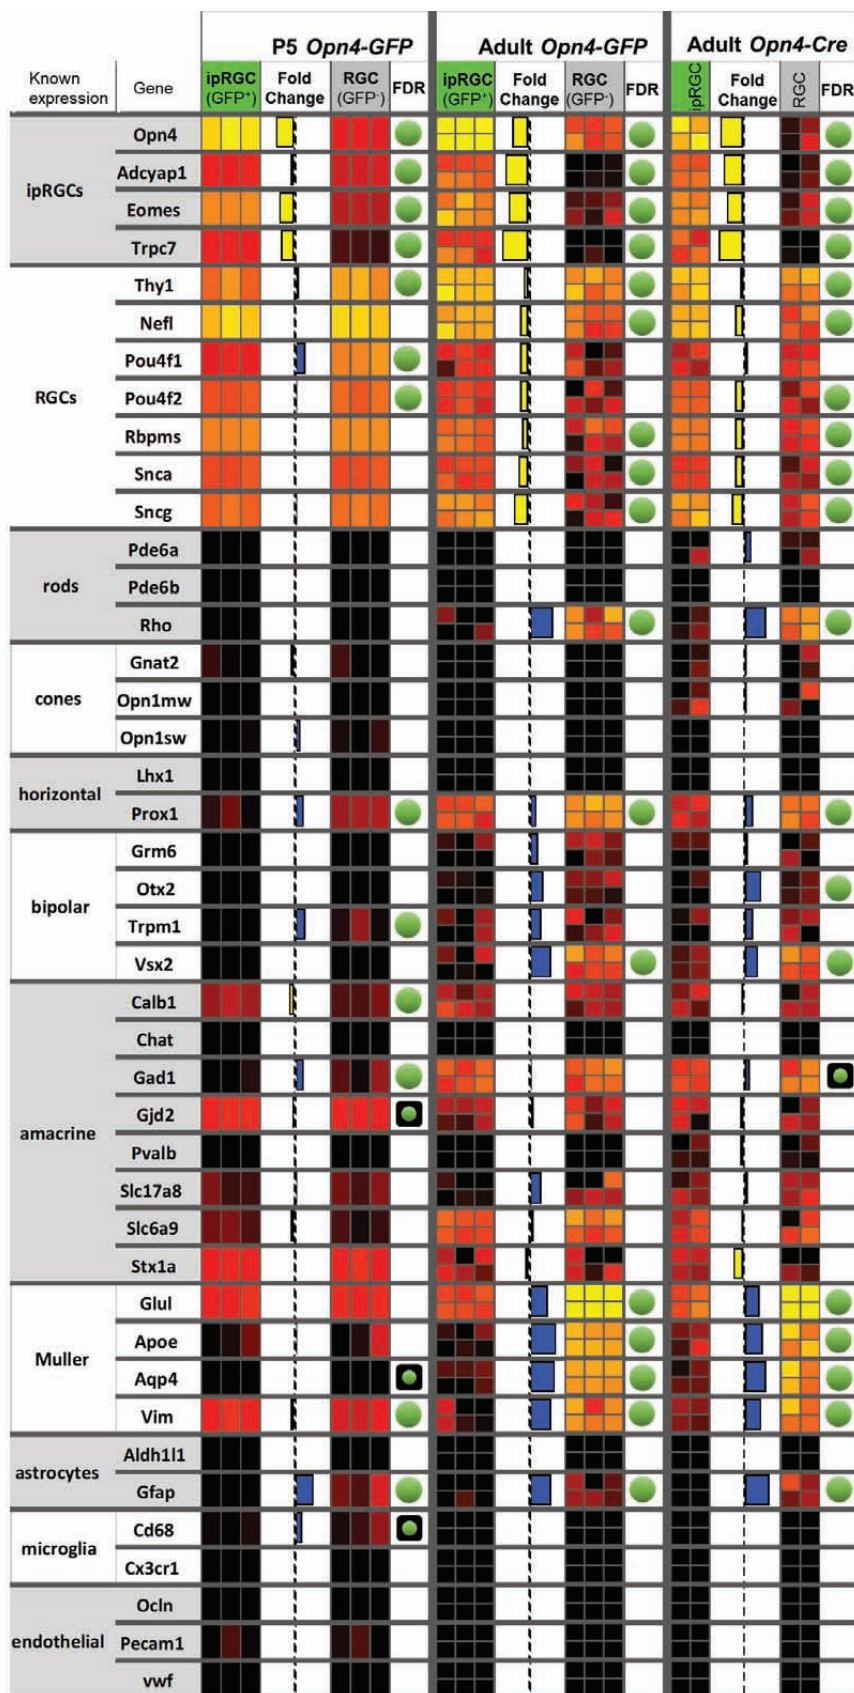 P5 Opn4-GFP Adult Opn4-GFP Adult Opn4-Cre
Known expression Gene ipRGC (GFP+) Fold Change RGC (GFP-) FDR ipRGC (GFP+) Fold Change RGC (GFP-) FDR ipRGC Fold Change RGC FDR
ipRGCs
Opn4
Adcyap1
Eomes
Trpc7
RGCs
Thy1
Nefl
Pou4f1
Pou4f2
Rbpms
Snca
Sncg
rods
Pde6a
Pde6b
Rho
cones
Gnat2
Opn1mw
Opn1sw
horizontal
Lhx1
Prox1
bipolar
Grm6
Otx2
Trpm1
Vsx2
amacrine
Calb1
Chat
Gad1
Gjd2
Pvalb
Slc17a8
Slc6a9
Stx1a
Muller
Glul
Apoe
Aqp4
Vim
astrocytes
Aldh1l1
Gfap
microglia
Cd68
Cx3cr1
endothelial
Ocln
Pecam1
vwf